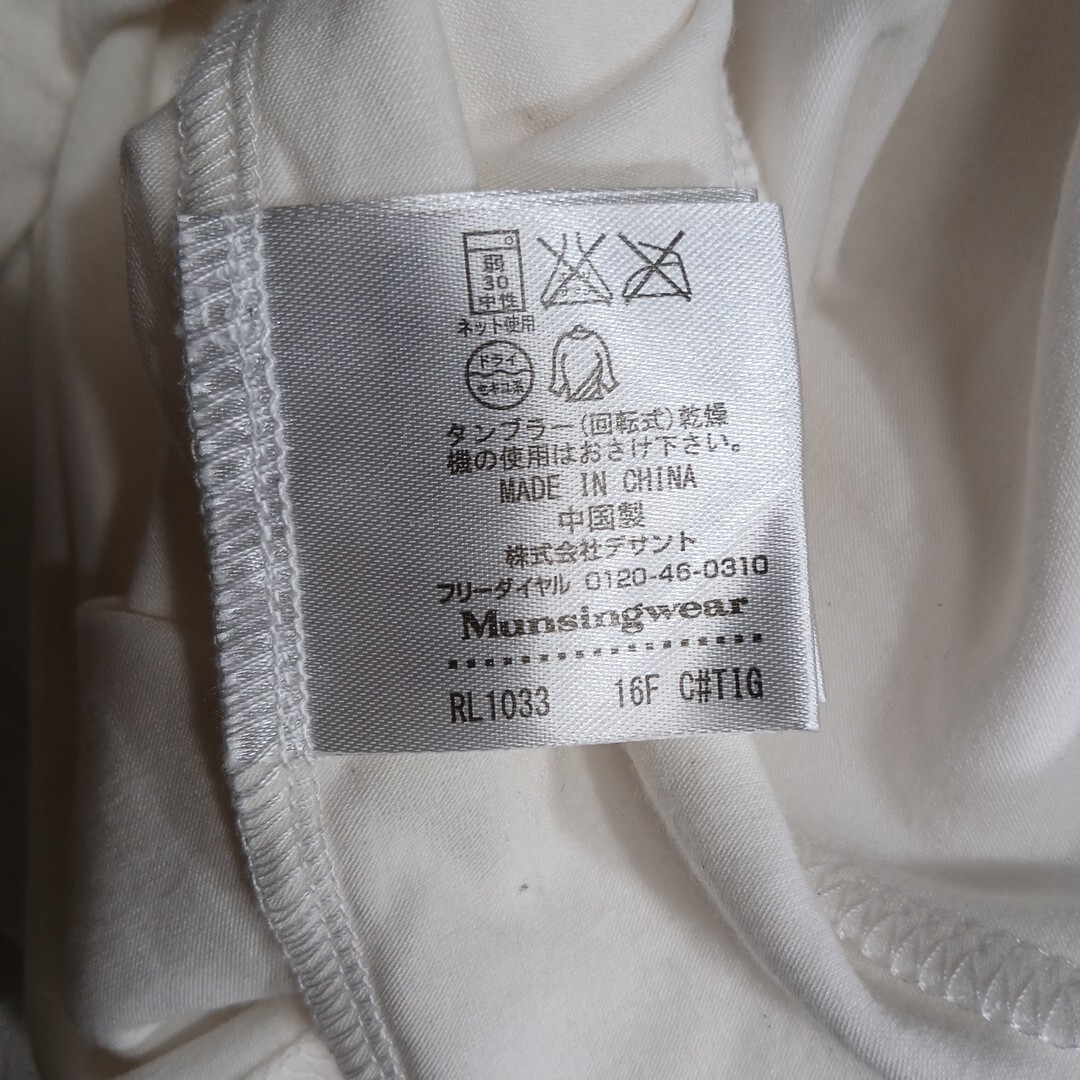 弱
30
中性
ネット使用
ドライ
セキユ系
タンブラー(回転式)乾燥
機の使用はおさけ下さい。
MADE IN CHINA
中国製
株式会社デサント
フリーダイヤル 0120-46-0310
Munsingwear
RL1033 16F C#TIG